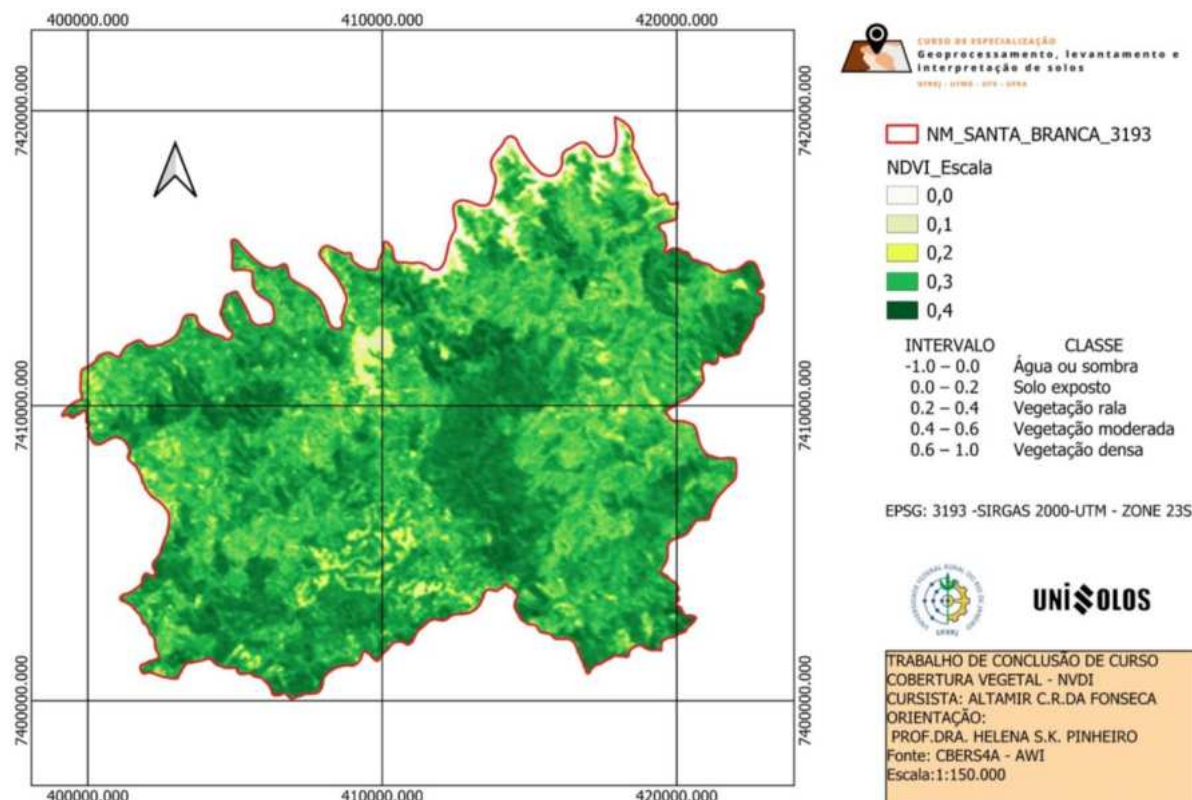 400000.000 410000.000 420000.000
7420000.000 7420000.000
7410000.000 7410000.000
7400000.000 7400000.000
400000.000 410000.000 420000.000
CURSO DE ESPECIALIZAÇÃO
Geoprocessamento, levantamento e
interpretação de solos
NM_SANTA_BRANCA_3193
NDVI_Escala
0,0
0,1
0,2
0,3
0,4
INTERVALO CLASSE
-1.0 – 0.0 Água ou sombra
0.0 – 0.2 Solo exposto
0.2 – 0.4 Vegetação rala
0.4 – 0.6 Vegetação moderada
0.6 – 1.0 Vegetação densa
EPSG: 3193 -SIRGAS 2000-UTM - ZONE 23S
UNISOLOS
TRABALHO DE CONCLUSÃO DE CURSO
COBERTURA VEGETAL - NVDI
CURSISTA: ALTAMIR C.R.DA FONSECA
ORIENTAÇÃO:
PROF.DRA. HELENA S.K. PINHEIRO
Fonte: CBERS4A - AWI
Escala:1:150.000